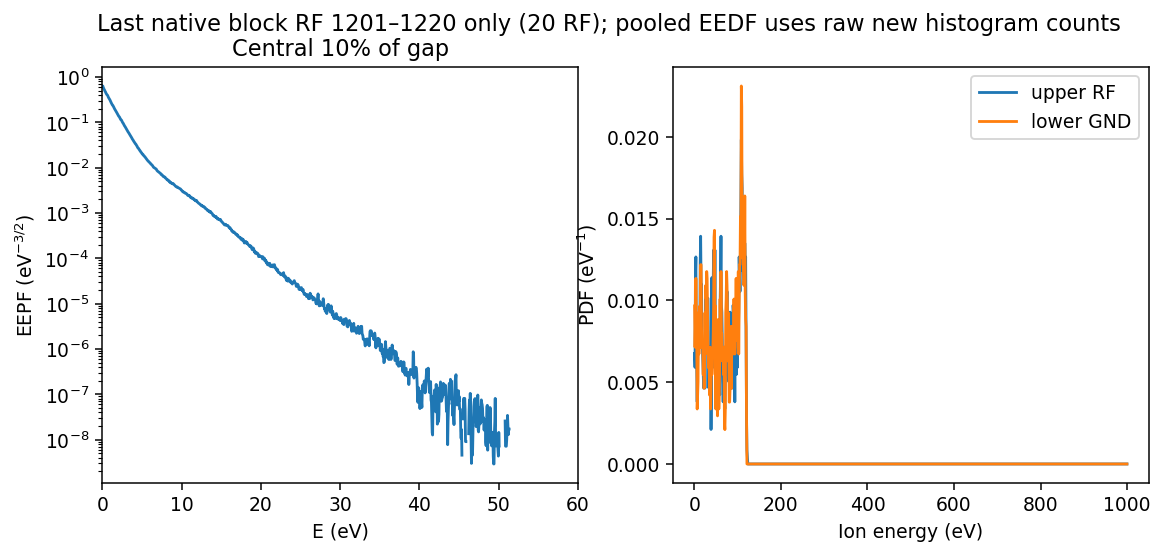 Last native block RF 1201–1220 only (20 RF); pooled EEDF uses raw new histogram counts
Central 10% of gap
EEPF (eV⁻³/²)
10⁰
10⁻¹
10⁻²
10⁻³
10⁻⁴
10⁻⁵
10⁻⁶
10⁻⁷
10⁻⁸
0 10 20 30 40 50 60
E (eV)
PDF (eV⁻¹)
0.020
0.015
0.010
0.005
0.000
upper RF
lower GND
0 200 400 600 800 1000
Ion energy (eV)